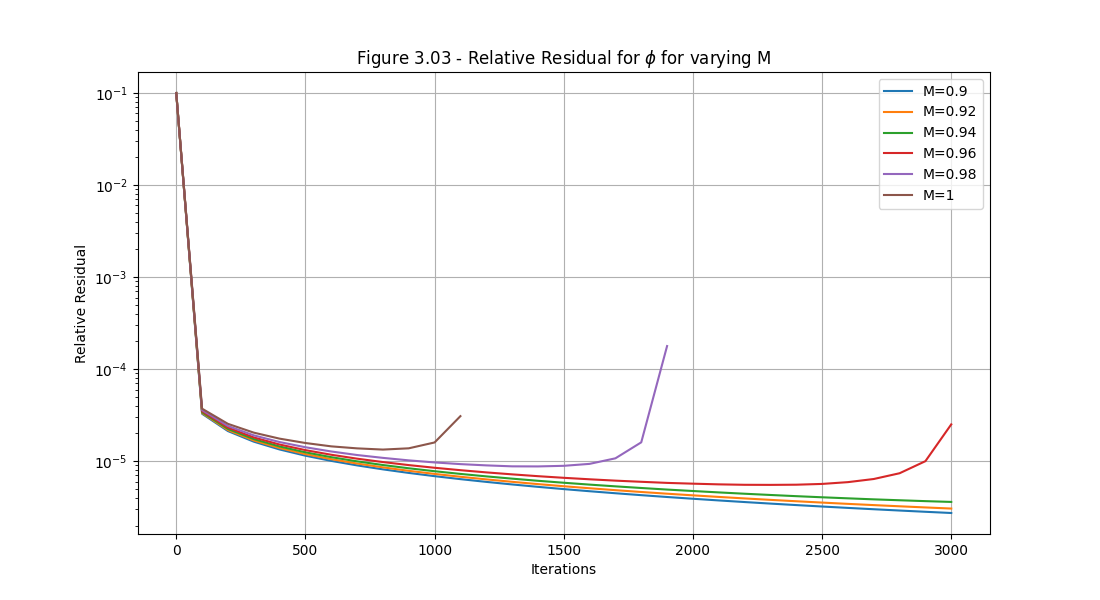 Figure 3.03 - Relative Residual for ϕ for varying M
M=0.9
M=0.92
M=0.94
M=0.96
M=0.98
M=1
10⁻¹
10⁻²
10⁻³
10⁻⁴
10⁻⁵
Relative Residual
0 500 1000 1500 2000 2500 3000
Iterations